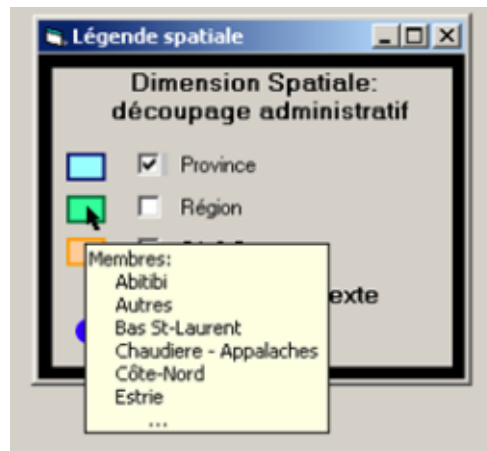 Légende spatiale
Dimension Spatiale:
découpage administratif
Province
Région
exte
Membres:
Abitibi
Autres
Bas St-Laurent
Chaudiere - Appalaches
Côte-Nord
Estrie
...